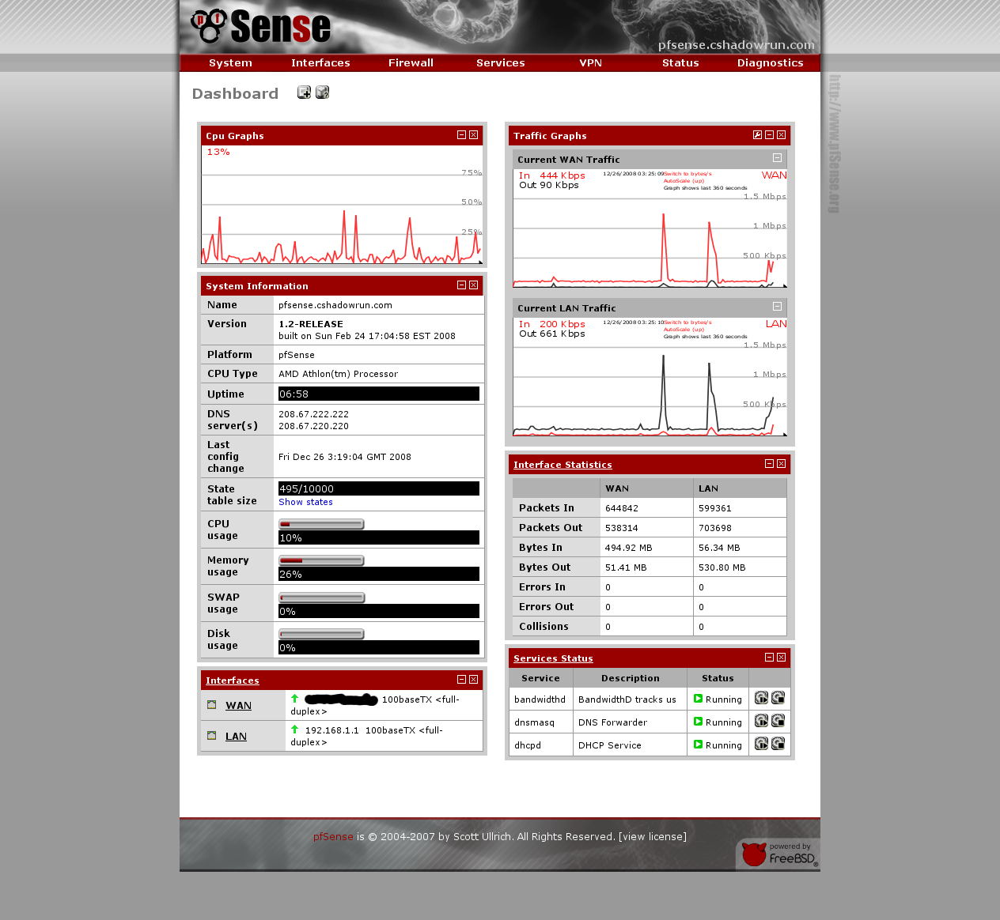 pf Sense
pfsense.cshadowrun.com
System Interfaces Firewall Services VPN Status Diagnostics
http://www.pfSense.org
Dashboard
Cpu Graphs
13%
75%
50%
25%
System Information
Name pfsense.cshadowrun.com
Version 1.2-RELEASE
built on Sun Feb 24 17:04:58 EST 2008
Platform pfSense
CPU Type AMD Athlon(tm) Processor
Uptime 06:58
DNS 208.67.222.222
server(s) 208.67.220.220
Last
config Fri Dec 26 3:19:04 GMT 2008
change
State 495/10000
table size Show states
CPU
usage 10%
Memory
usage 26%
SWAP
usage 0%
Disk
usage 0%
Interfaces
WAN 100baseTX <full-
duplex>
LAN 192.168.1.1 100baseTX <full-
duplex>
Traffic Graphs
Current WAN Traffic
In 444 Kbps 12/26/2008 03:25:09 Switch to bytes/s WAN
Out 90 Kbps AutoScale (up)
Graph shows last 360 seconds
1.5 Mbps
1 Mbps
500 Kbps
Current LAN Traffic
In 200 Kbps 12/26/2008 03:25:10 Switch to bytes/s LAN
Out 661 Kbps AutoScale (up)
Graph shows last 360 seconds
1.5 Mbps
1 Mbps
500 Kbps
Interface Statistics
WAN LAN
Packets In 644842 599361
Packets Out 538314 703698
Bytes In 494.92 MB 56.34 MB
Bytes Out 51.41 MB 530.80 MB
Errors In 0 0
Errors Out 0 0
Collisions 0 0
Services Status
Service Description Status
bandwidthd BandwidthD tracks us Running
dnsmasq DNS Forwarder Running
dhcpd DHCP Service Running
pfSense is © 2004-2007 by Scott Ullrich. All Rights Reserved. [view license]
powered by
FreeBSD®